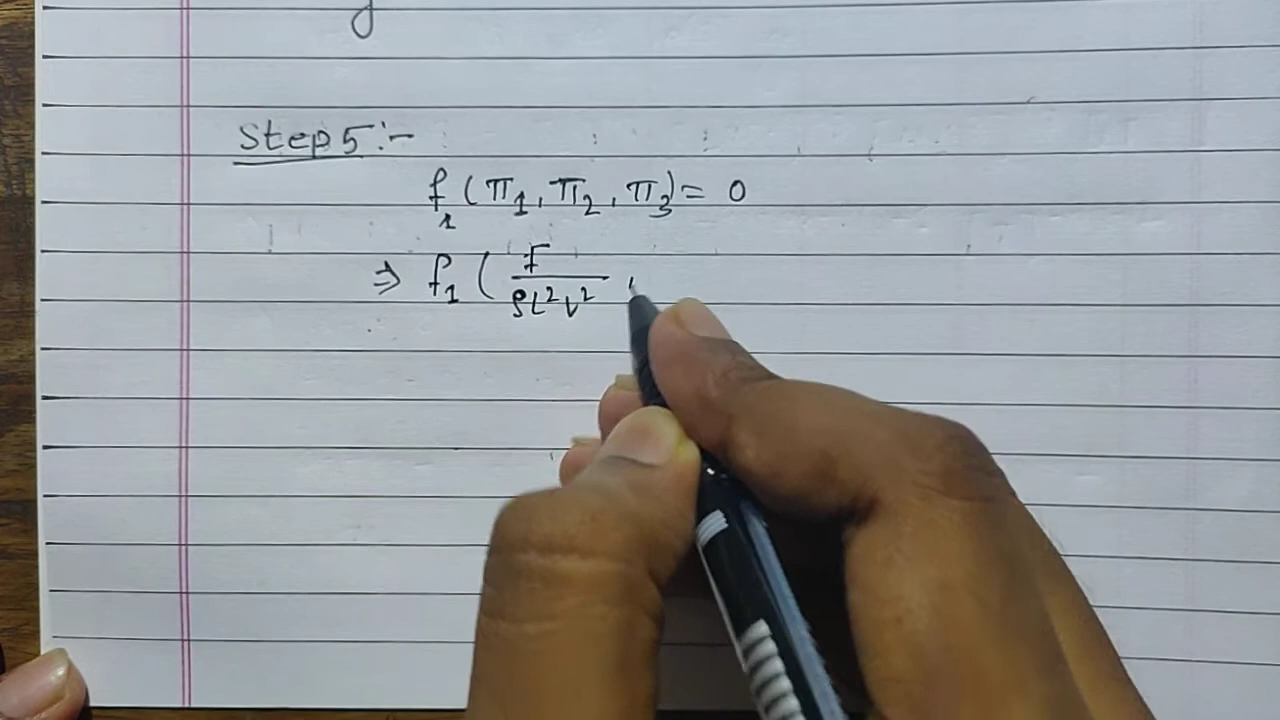 Step 5 :-
f₁ (π₁, π₂, π₃) = 0
⇒ f₁ ( F / ρL²V² ,